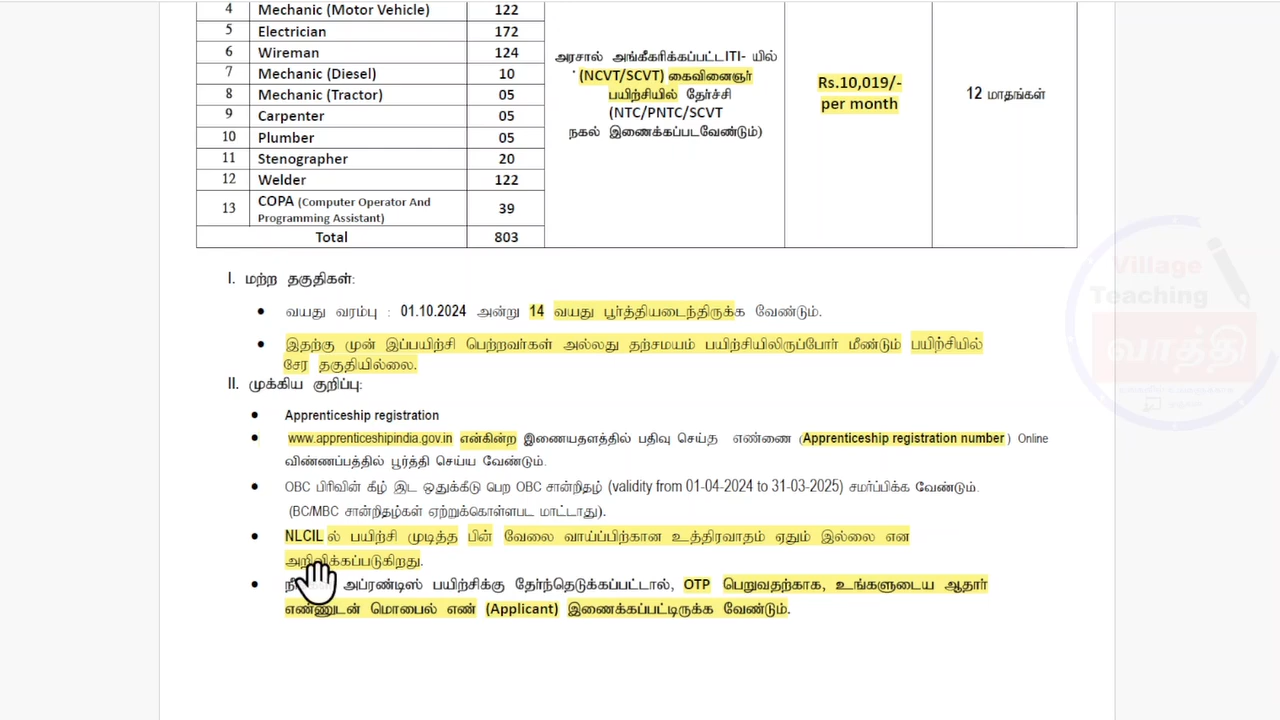 4 Mechanic (Motor Vehicle) 122
5 Electrician 172
6 Wireman 124
7 Mechanic (Diesel) 10
8 Mechanic (Tractor) 05
9 Carpenter 05
10 Plumber 05
11 Stenographer 20
12 Welder 122
13 COPA (Computer Operator And
Programming Assistant) 39
Total 803
அரசால் அங்கீகரிக்கப்பட்டITI- யில்
(NCVT/SCVT) கைவினைஞர்
பயிற்சியில் தேர்ச்சி
(NTC/PNTC/SCVT
நகல் இணைக்கப்படவேண்டும்)
Rs.10,019/-
per month
12 மாதங்கள்
I. மற்ற தகுதிகள்:
• வயது வரம்பு : 01.10.2024 அன்று 14 வயது பூர்த்தியடைந்திருக்க வேண்டும்.
• இதற்கு முன் இப்பயிற்சி பெற்றவர்கள் அல்லது தற்சமயம் பயிற்சியிலிருப்போர் மீண்டும் பயிற்சியில்
சேர தகுதியில்லை.
II. முக்கிய குறிப்பு:
• Apprenticeship registration
• www.apprenticeshipindia.gov.in என்கின்ற இணையதளத்தில் பதிவு செய்த எண்ணை (Apprenticeship registration number) Online
விண்ணப்பத்தில் பூர்த்தி செய்ய வேண்டும்.
• OBC பிரிவின் கீழ் இட ஒதுக்கீடு பெற OBC சான்றிதழ் (validity from 01-04-2024 to 31-03-2025) சமர்ப்பிக்க வேண்டும்.
(BC/MBC சான்றிதழ்கள் ஏற்றுக்கொள்ளபட மாட்டாது).
• NLCIL ல் பயிற்சி முடித்த பின் வேலை வாய்ப்பிற்கான உத்திரவாதம் ஏதும் இல்லை என
அறிவிக்கப்படுகிறது.
• அப்ரண்டிஸ் பயிற்சிக்கு தேர்ந்தெடுக்கப்பட்டால், OTP பெறுவதற்காக, உங்களுடைய ஆதார்
எண்ணுடன் மொபைல் எண் (Applicant) இணைக்கப்பட்டிருக்க வேண்டும்.
Village
Teaching
வாத்தி